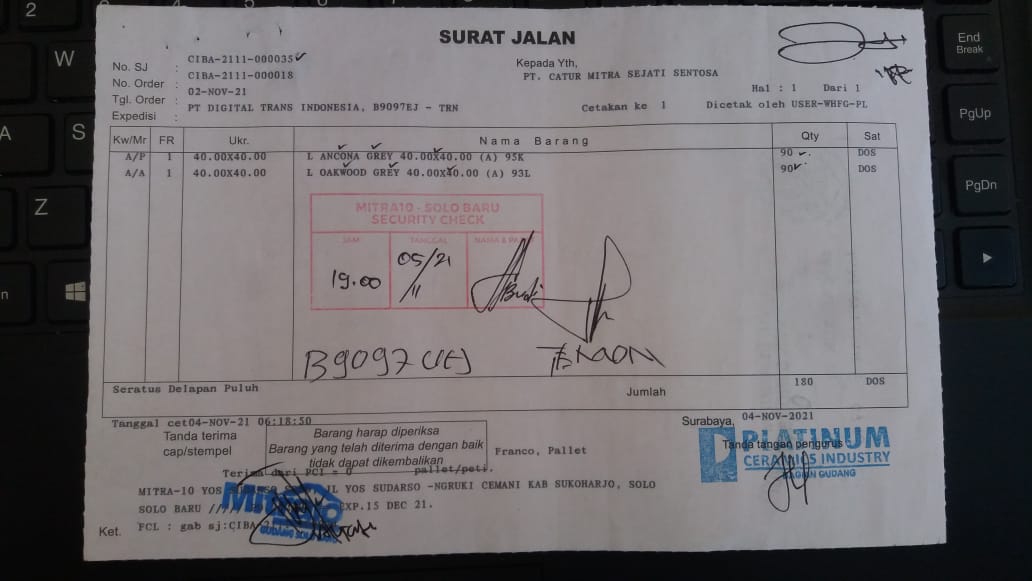 SURAT JALAN
No. SJ : CIBA-2111-000035
No. Order : CIBA-2111-000018
Tgl. Order : 02-NOV-21
Expedisi : PT DIGITAL TRANS INDONESIA, B9097EJ - TRN
Kepada Yth,
PT. CATUR MITRA SEJATI SENTOSA
Hal : 1 Dari 1
Cetakan ke 1 Dicetak oleh USER-WHFG-PL
Kw/Mr FR Ukr. Nama Barang Qty Sat
A/P 1 40.00X40.00 L ANCONA GREY 40.00X40.00 (A) 95K 90 DOS
A/A 1 40.00X40.00 L OAKWOOD GREY 40.00X40.00 (A) 93L 90 DOS
MITRA10 - SOLO BARU
SECURITY CHECK
JAM TANGGAL NAMA &
19.00 05/11 21 Budi
Seratus Delapan Puluh Jumlah 180 DOS
Tanggal cet04-NOV-21 06:18:50
Surabaya, 04-NOV-2021
Tanda terima
cap/stempel
Barang harap diperiksa
Barang yang telah diterima dengan baik
tidak dapat dikembalikan
Franco, Pallet
Tanda tangan pengurus
PLATINUM
CERAMICS INDUSTRY
BAGIAN GUDANG
Terima dari PCI = 0 pallet/peti.
MITRA-10 YOS JL YOS SUDARSO -NGRUKI CEMANI KAB SUKOHARJO, SOLO
SOLO BARU EXP.15 DEC 21.
Ket. FCL : gab sj:CIBA
GUDANG SOLO
End
Break
PgUp
PgDn
2
W
A
S
Z
n